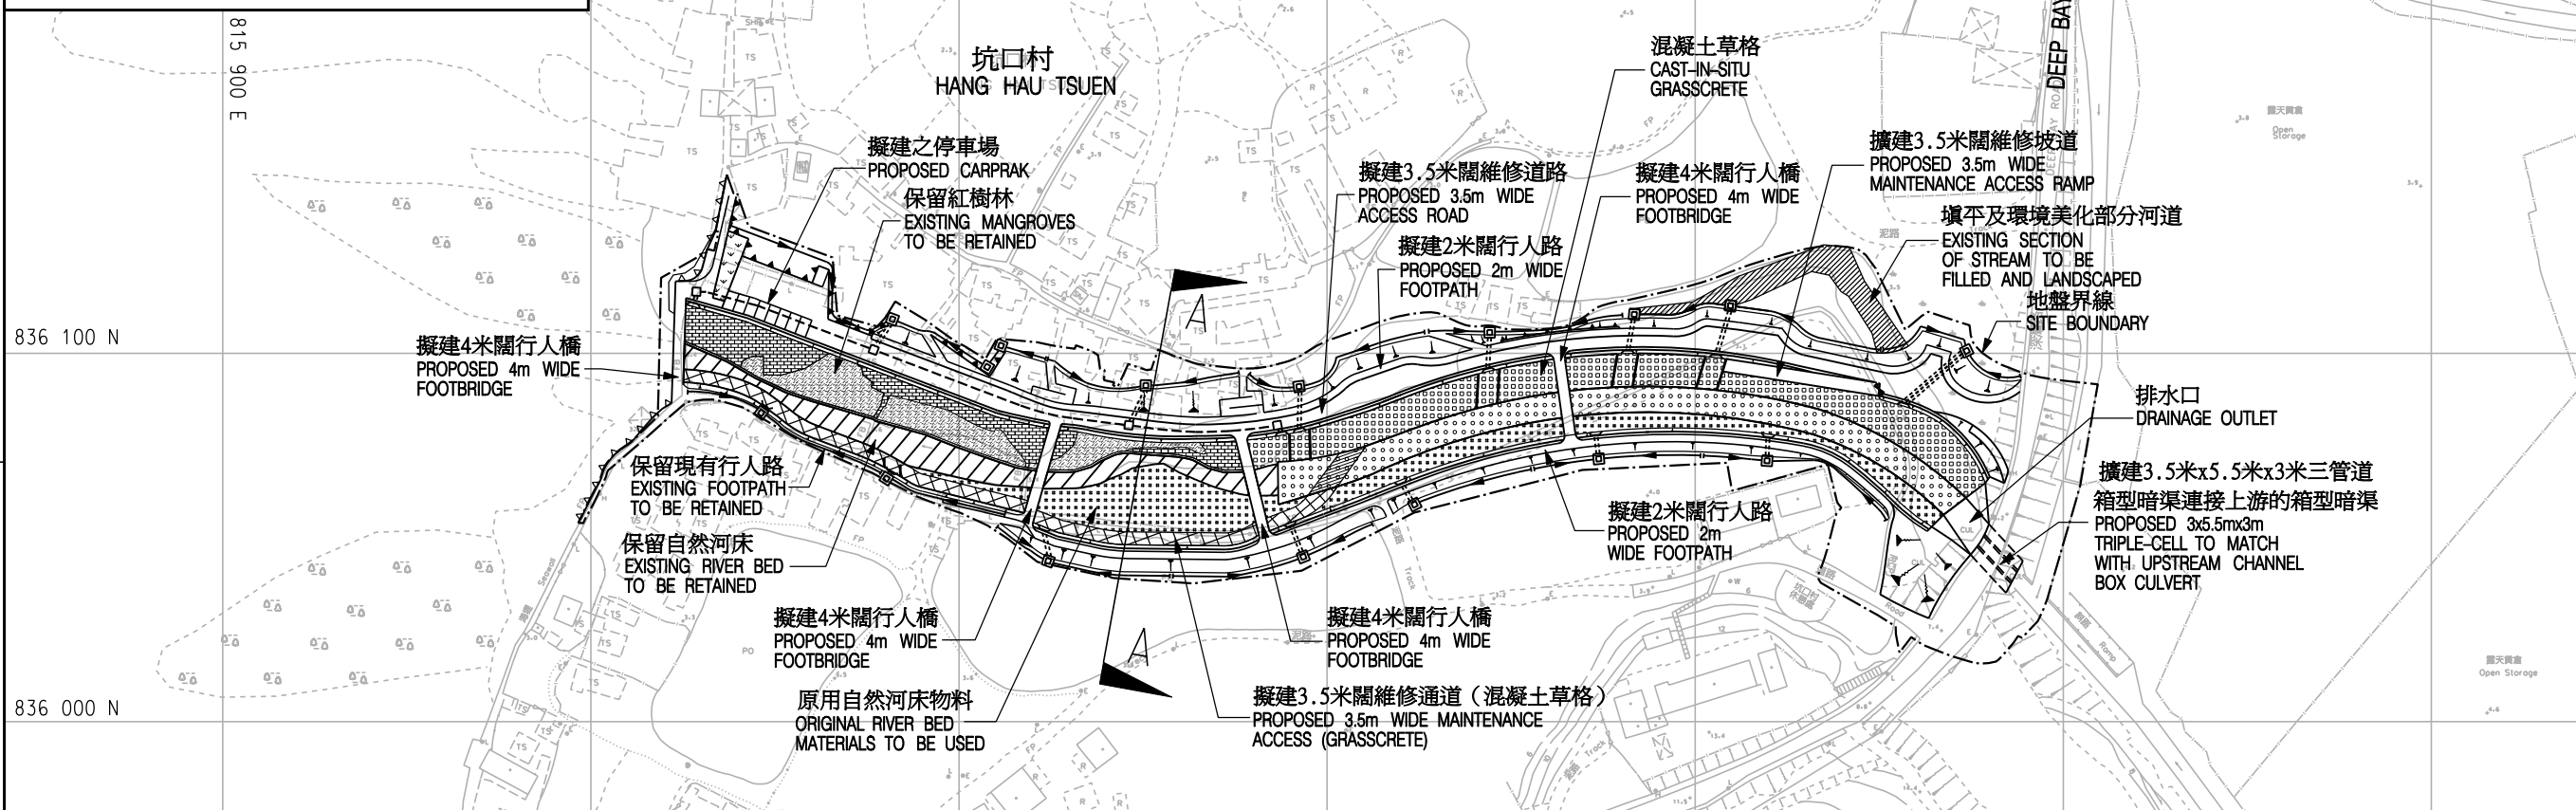 815 900 E
坑口村
HANG HAU TSUEN
DEEP BAY
混凝土草格
CAST-IN-SITU
GRASSCRETE
擬建之停車場
PROPOSED CARPRAK
保留紅樹林
EXISTING MANGROVES
TO BE RETAINED
擬建3.5米闊維修道路
PROPOSED 3.5m WIDE
ACCESS ROAD
擬建4米闊行人橋
PROPOSED 4m WIDE
FOOTBRIDGE
擴建3.5米闊維修坡道
PROPOSED 3.5m WIDE
MAINTENANCE ACCESS RAMP
擬建2米闊行人路
PROPOSED 2m WIDE
FOOTPATH
塡平及環境美化部分河道
EXISTING SECTION
OF STREAM TO BE
FILLED AND LANDSCAPED
地盤界線
SITE BOUNDARY
露天貨倉
Open
Storage
A
836 100 N
擬建4米闊行人橋
PROPOSED 4m WIDE
FOOTBRIDGE
排水口
DRAINAGE OUTLET
保留現有行人路
EXISTING FOOTPATH
TO BE RETAINED
保留自然河床
EXISTING RIVER BED
TO BE RETAINED
擴建3.5米x5.5米x3米三管道
箱型暗渠連接上游的箱型暗渠
PROPOSED 3x5.5mx3m
TRIPLE-CELL TO MATCH
WITH UPSTREAM CHANNEL
BOX CULVERT
擬建2米闊行人路
PROPOSED 2m
WIDE FOOTPATH
擬建4米闊行人橋
PROPOSED 4m WIDE
FOOTBRIDGE
擬建4米闊行人橋
PROPOSED 4m WIDE
FOOTBRIDGE
A
原用自然河床物料
ORIGINAL RIVER BED
MATERIALS TO BE USED
擬建3.5米闊維修通道（混凝土草格）
PROPOSED 3.5m WIDE MAINTENANCE
ACCESS (GRASSCRETE)
836 000 N
露天貨倉
Open Storage